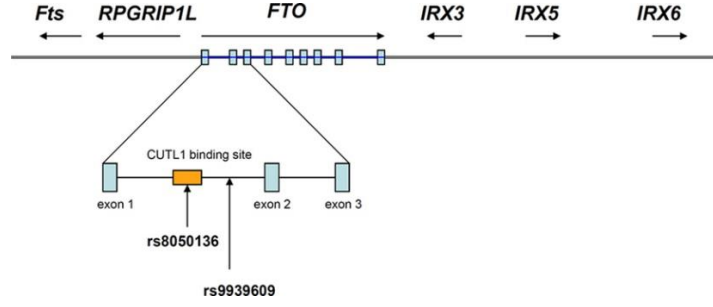 Fts RPGRIP1L FTO IRX3 IRX5 IRX6
CUTL1 binding site
exon 1 exon 2 exon 3
rs8050136
rs9939609